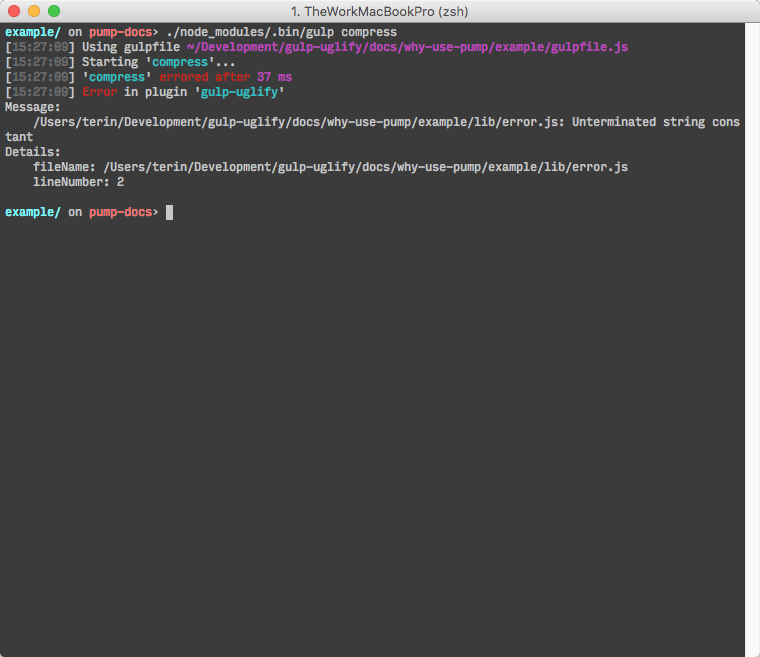 1. TheWorkMacBookPro (zsh)
example/ on pump-docs› ./node_modules/.bin/gulp compress
[15:27:09] Using gulpfile ~/Development/gulp-uglify/docs/why-use-pump/example/gulpfile.js
[15:27:09] Starting 'compress'...
[15:27:09] 'compress' errored after 37 ms
[15:27:09] Error in plugin 'gulp-uglify'
Message:
    /Users/terin/Development/gulp-uglify/docs/why-use-pump/example/lib/error.js: Unterminated string cons
tant
Details:
    fileName: /Users/terin/Development/gulp-uglify/docs/why-use-pump/example/lib/error.js
    lineNumber: 2
example/ on pump-docs›